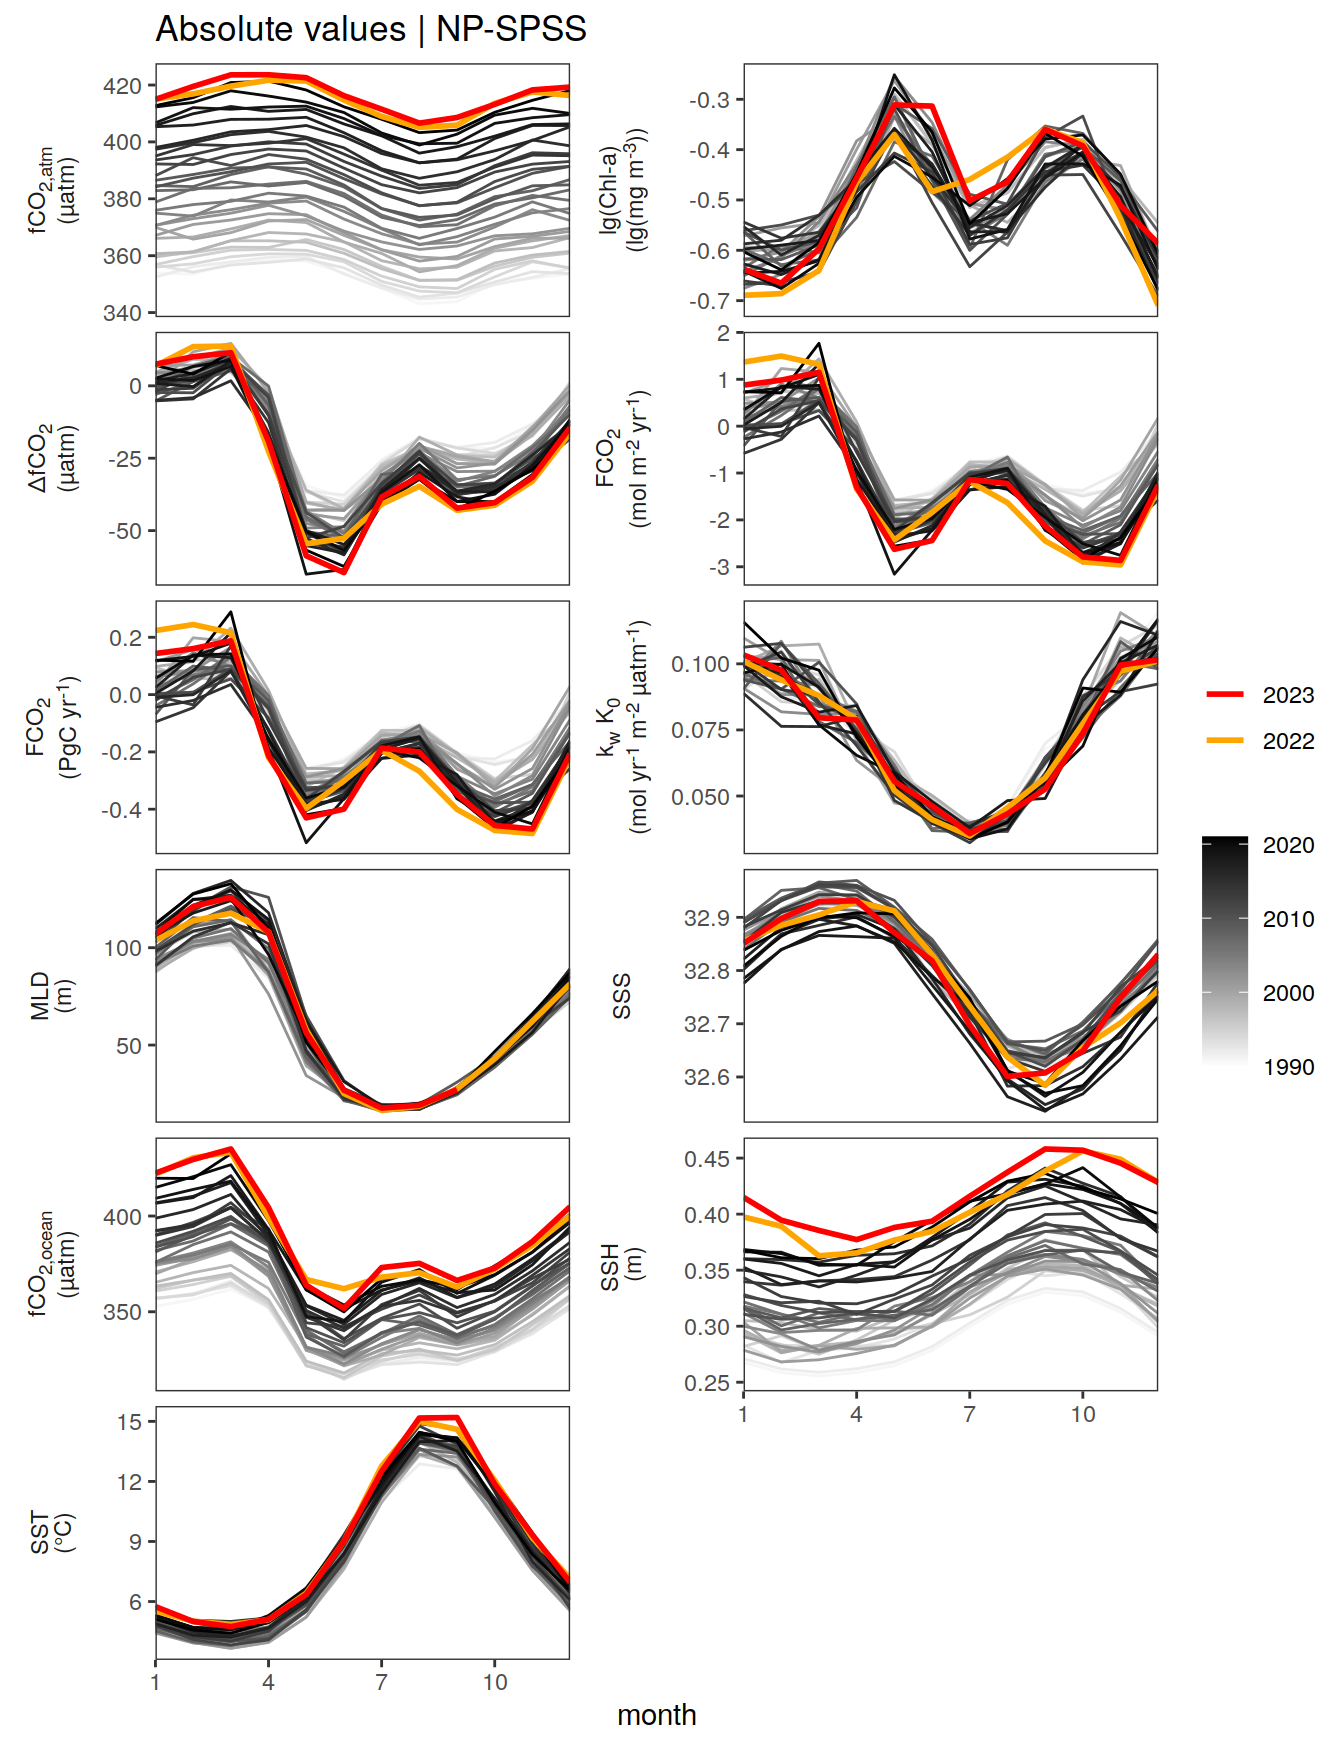 Absolute values | NP-SPSS
fCO2,atm
(µatm)
420
400
380
360
340
lg(Chl-a)
(lg(mg m-3))
-0.3
-0.4
-0.5
-0.6
-0.7
ΔfCO2
(µatm)
0
-25
-50
FCO2
(mol m-2 yr-1)
2
1
0
-1
-2
-3
FCO2
(PgC yr-1)
0.2
0.0
-0.2
-0.4
kw K0
(mol yr-1 m-2 µatm-1)
0.100
0.075
0.050
2023
2022
2020
2010
2000
1990
MLD
(m)
100
50
SSS
32.9
32.8
32.7
32.6
fCO2,ocean
(µatm)
400
350
SSH
(m)
0.45
0.40
0.35
0.30
0.25
1 4 7 10
SST
(°C)
15
12
9
6
1 4 7 10
month